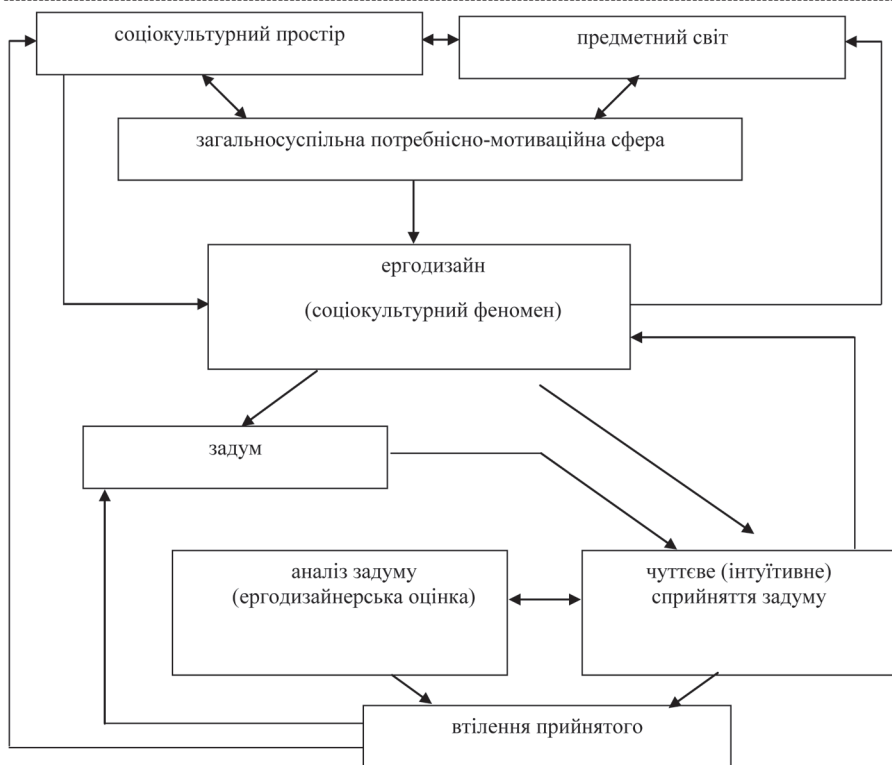 соціокультурний простір
предметний світ
загальносуспільна потребнісно-мотиваційна сфера
ергодизайн
(соціокультурний феномен)
задум
аналіз задуму
(ергодизайнерська оцінка)
чуттєве (інтуїтивне)
сприйняття задуму
втілення прийнятого